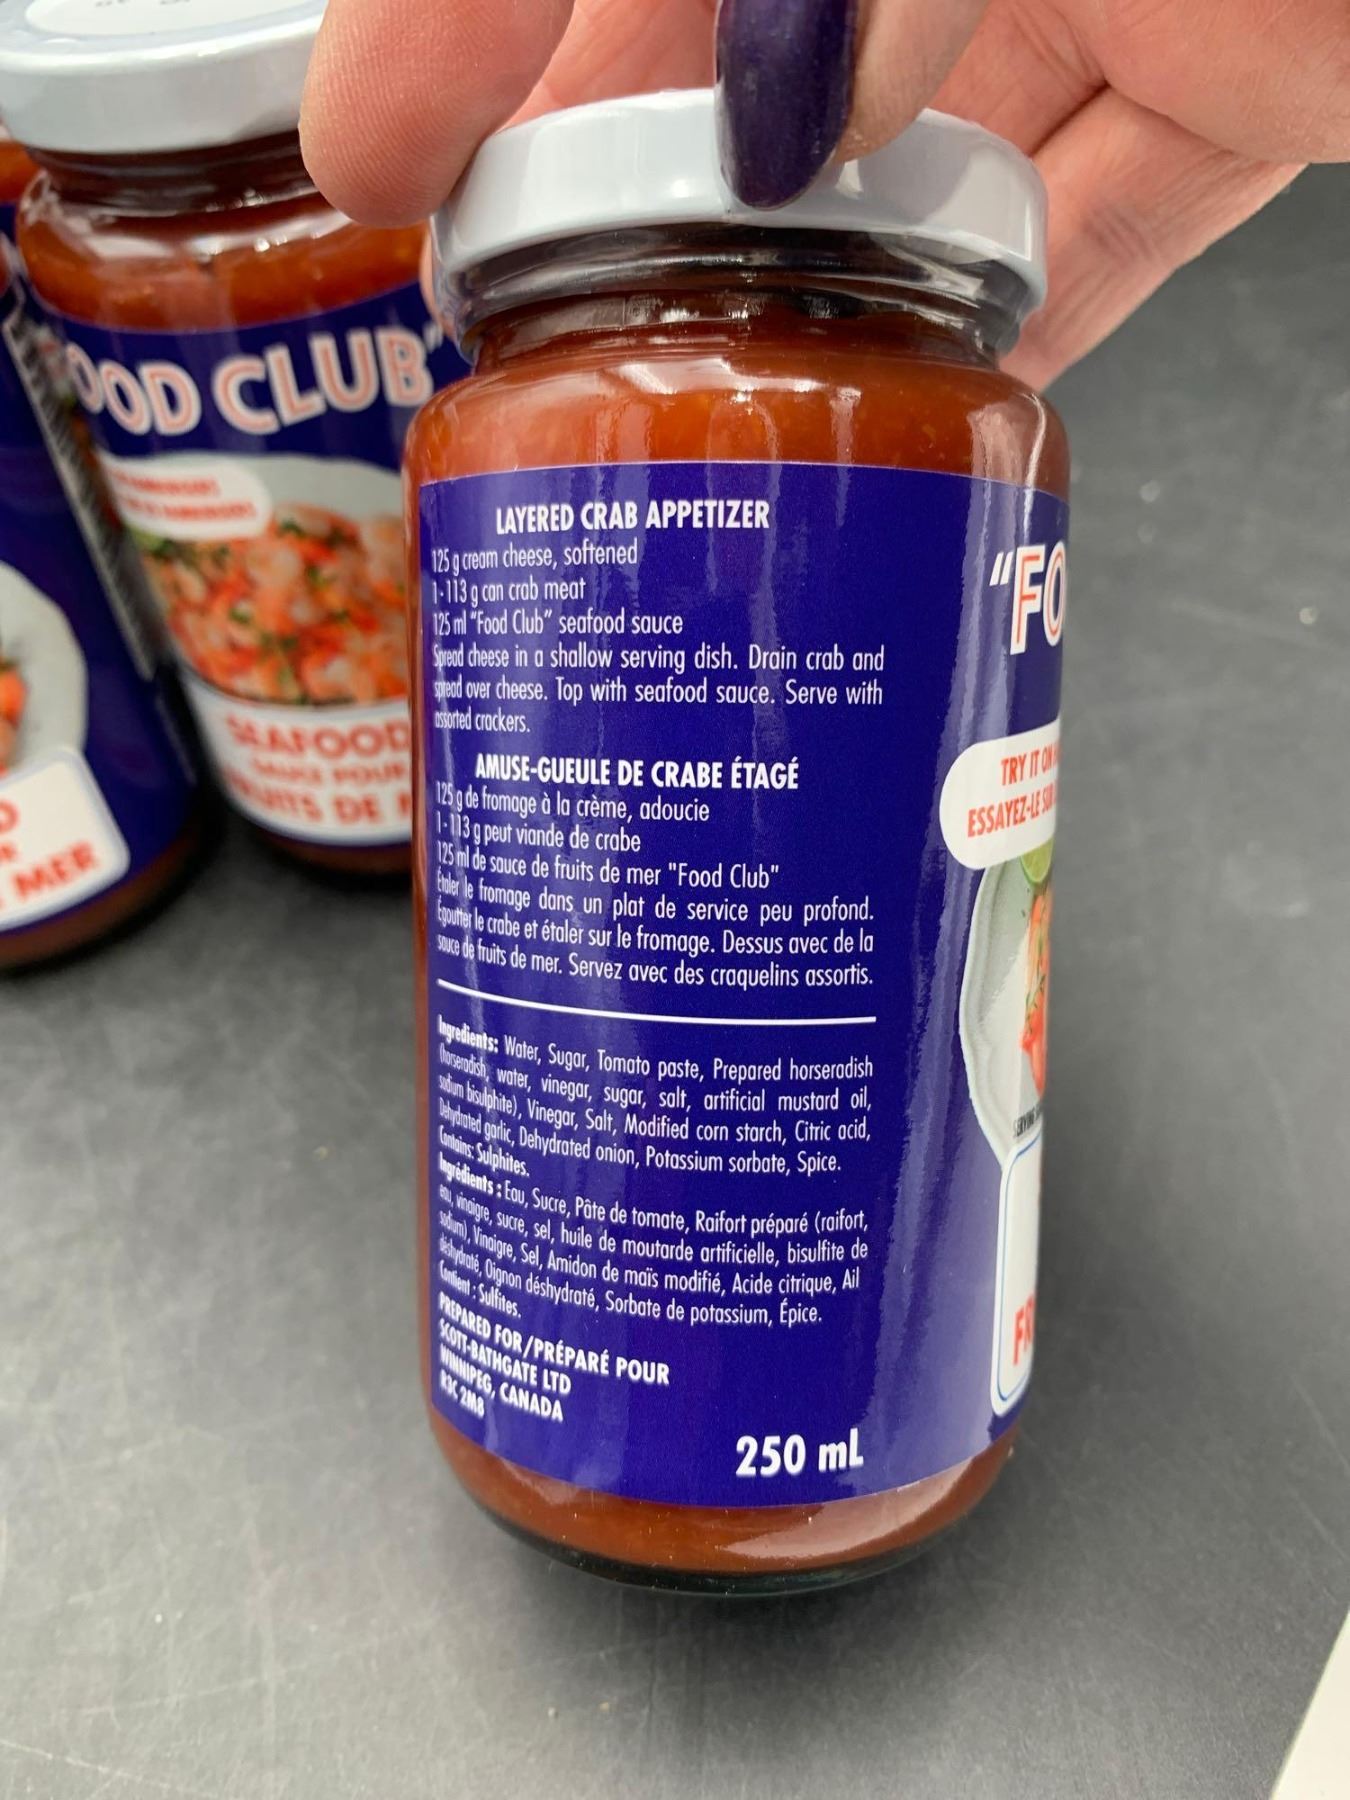 LAYERED CRAB APPETIZER
125 g cream cheese, softened
1-113 g can crab meat
125 ml "Food Club" seafood sauce
Spread cheese in a shallow serving dish. Drain crab and
spread over cheese. Top with seafood sauce. Serve with
assorted crackers.
AMUSE-GUEULE DE CRABE ÉTAGÉ
125 g de fromage à la crème, adoucie
1-113 g peut viande de crabe
125 ml de sauce de fruits de mer "Food Club"
Étaler le fromage dans un plat de service peu profond.
Égoutter le crabe et étaler sur le fromage. Dessus avec de la
sauce de fruits de mer. Servez avec des craquelins assortis.
Ingredients: Water, Sugar, Tomato paste, Prepared horseradish
(horseradish, water, vinegar, sugar, salt, artificial mustard oil,
sodium bisulphite), Vinegar, Salt, Modified corn starch, Citric acid,
Dehydrated garlic, Dehydrated onion, Potassium sorbate, Spice.
Contains: Sulphites.
Ingrédients : Eau, Sucre, Pâte de tomate, Raifort préparé (raifort,
eau, vinaigre, sucre, sel, huile de moutarde artificielle, bisulfite de
sodium), Vinaigre, Sel, Amidon de maïs modifié, Acide citrique, Ail
déshydraté, Oignon déshydraté, Sorbate de potassium, Épice.
Contient : Sulfites.
PREPARED FOR/PRÉPARÉ POUR
SCOTT-BATHGATE LTD
WINNIPEG, CANADA
R3C 2M8
250 mL
"FO
TRY IT ON
ESSAYEZ-LE
FR
OOD CLUB"
SEAFOOD
SAUCE POUR
FRUITS DE
MER